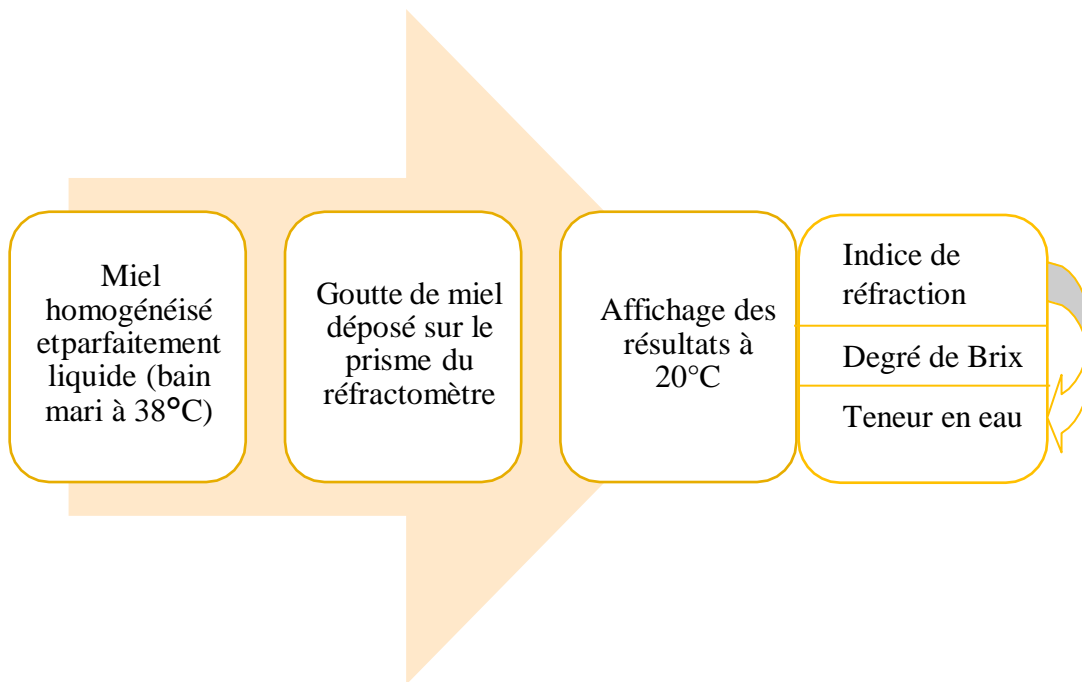 Miel
homogénéisé
etparfaitement
liquide (bain
mari à 38°C)
Goutte de miel
déposé sur le
prisme du
réfractomètre
Affichage des
résultats à
20°C
Indice de
réfraction
Degré de Brix
Teneur en eau